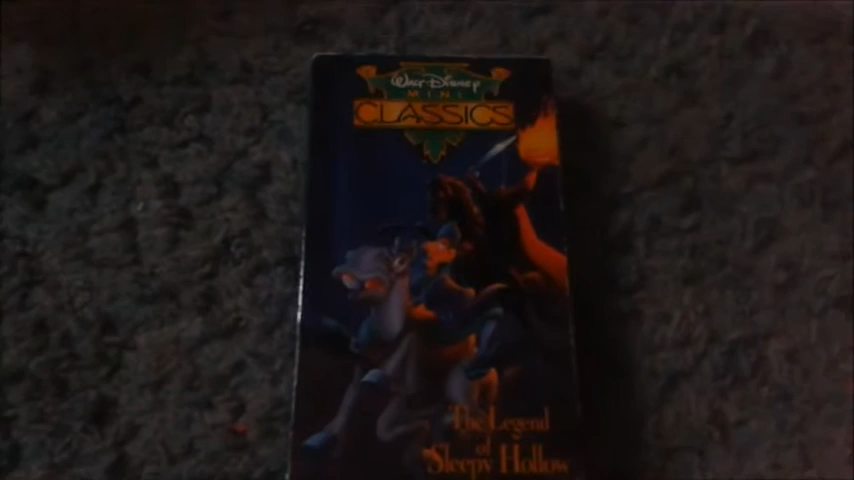 Walt Disney
MINI
CLASSICS
The Legend
of
Sleepy Hollow